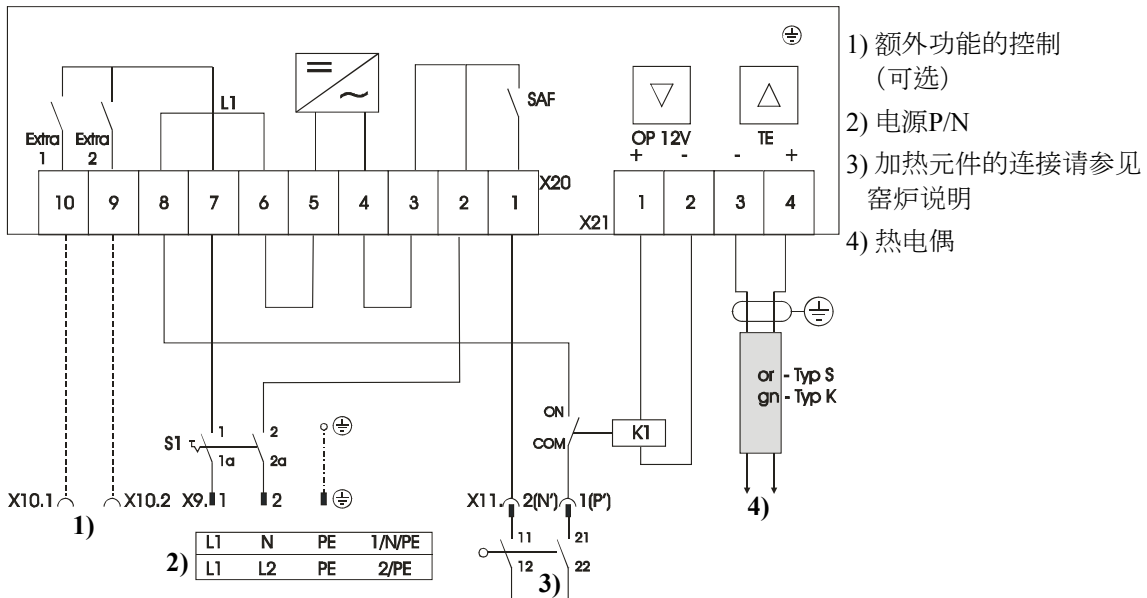 1) 额外功能的控制
（可选）
2) 电源P/N
3) 加热元件的连接请参见
窑炉说明
4) 热电偶
L1
SAF
Extra
1
Extra
2
OP 12V
+ -
TE
- +
X20
10 9 8 7 6 5 4 3 2 1
X21
1 2 3 4
or - Typ S
gn - Typ K
ON
COM
K1
S1
1 2
1a 2a
X10.1 X10.2 X9.1 2
X11. 2(N') 1(P')
1)
4)
2)
L1 N PE 1/N/PE
L1 L2 PE 2/PE
11 21
12 22
3)